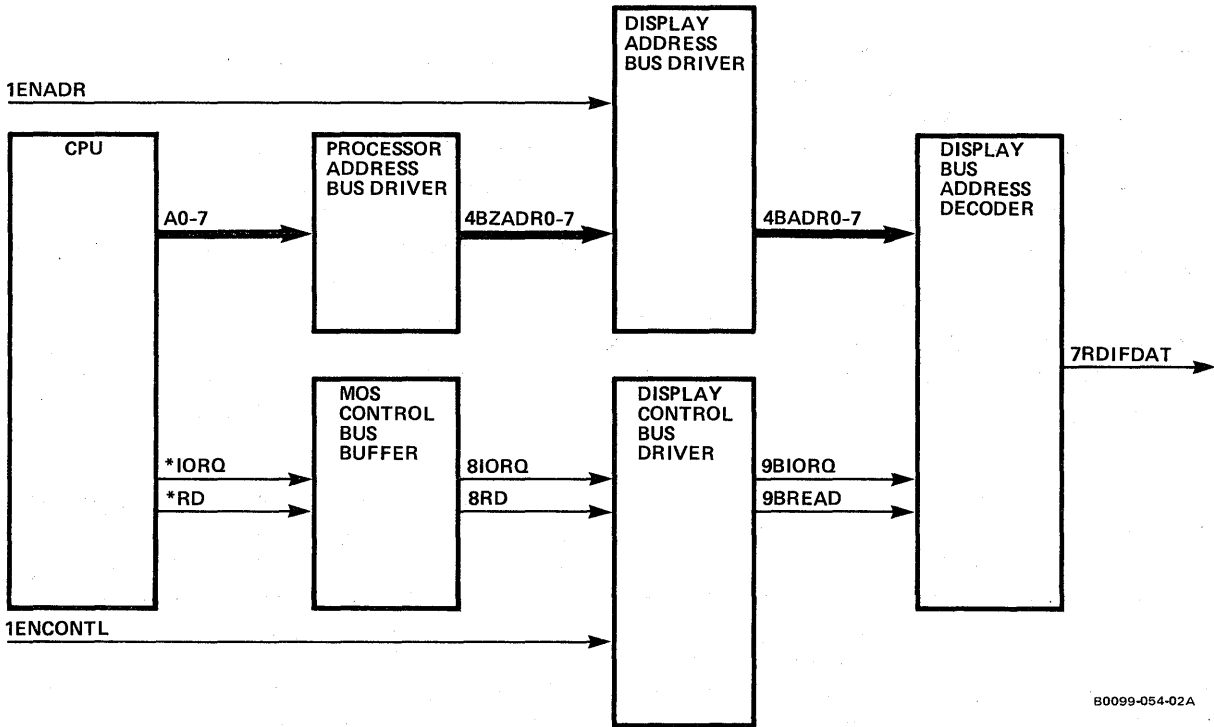 DISPLAY
ADDRESS
BUS DRIVER
1ENADR
CPU
PROCESSOR
ADDRESS
BUS DRIVER
DISPLAY
BUS
ADDRESS
DECODER
A0-7
4BZADR0-7
4BADR0-7
7RDIFDAT
MOS
CONTROL
BUS
BUFFER
DISPLAY
CONTROL
BUS
DRIVER
*IORQ
8IORQ
9BIORQ
*RD
8RD
9BREAD
1ENCONTL
B0099-054-02A